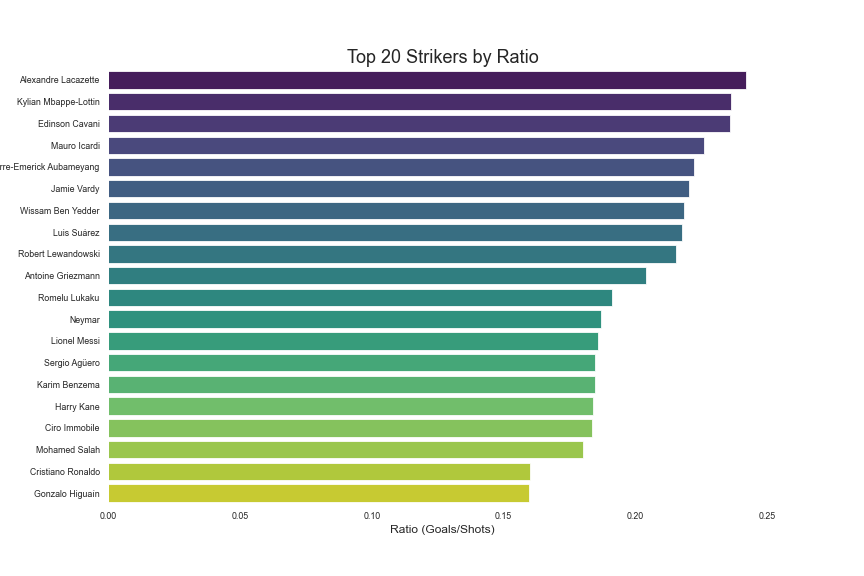 Top 20 Strikers by Ratio
Alexandre Lacazette
Kylian Mbappe-Lottin
Edinson Cavani
Mauro Icardi
rre-Emerick Aubameyang
Jamie Vardy
Wissam Ben Yedder
Luis Suárez
Robert Lewandowski
Antoine Griezmann
Romelu Lukaku
Neymar
Lionel Messi
Sergio Agüero
Karim Benzema
Harry Kane
Ciro Immobile
Mohamed Salah
Cristiano Ronaldo
Gonzalo Higuaín
0.00 0.05 0.10 0.15 0.20 0.25
Ratio (Goals/Shots)